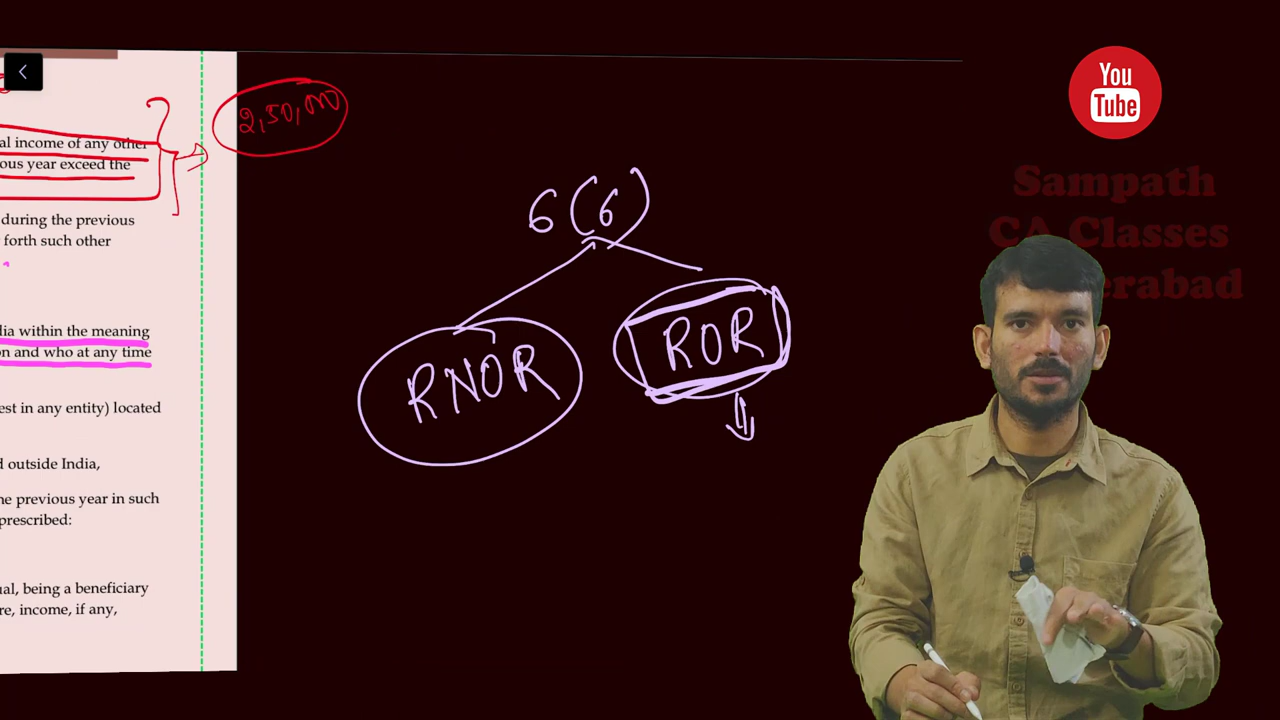 2,50,000
al income of any other
ous year exceed the
during the previous
forth such other
dia within the meaning
on and who at any time
est in any entity) located
d outside India,
he previous year in such
prescribed:
ual, being a beneficiary
re, income, if any,
6(6)
RNOR
ROR
You
Tube
Sampath
CA Classes
erabad